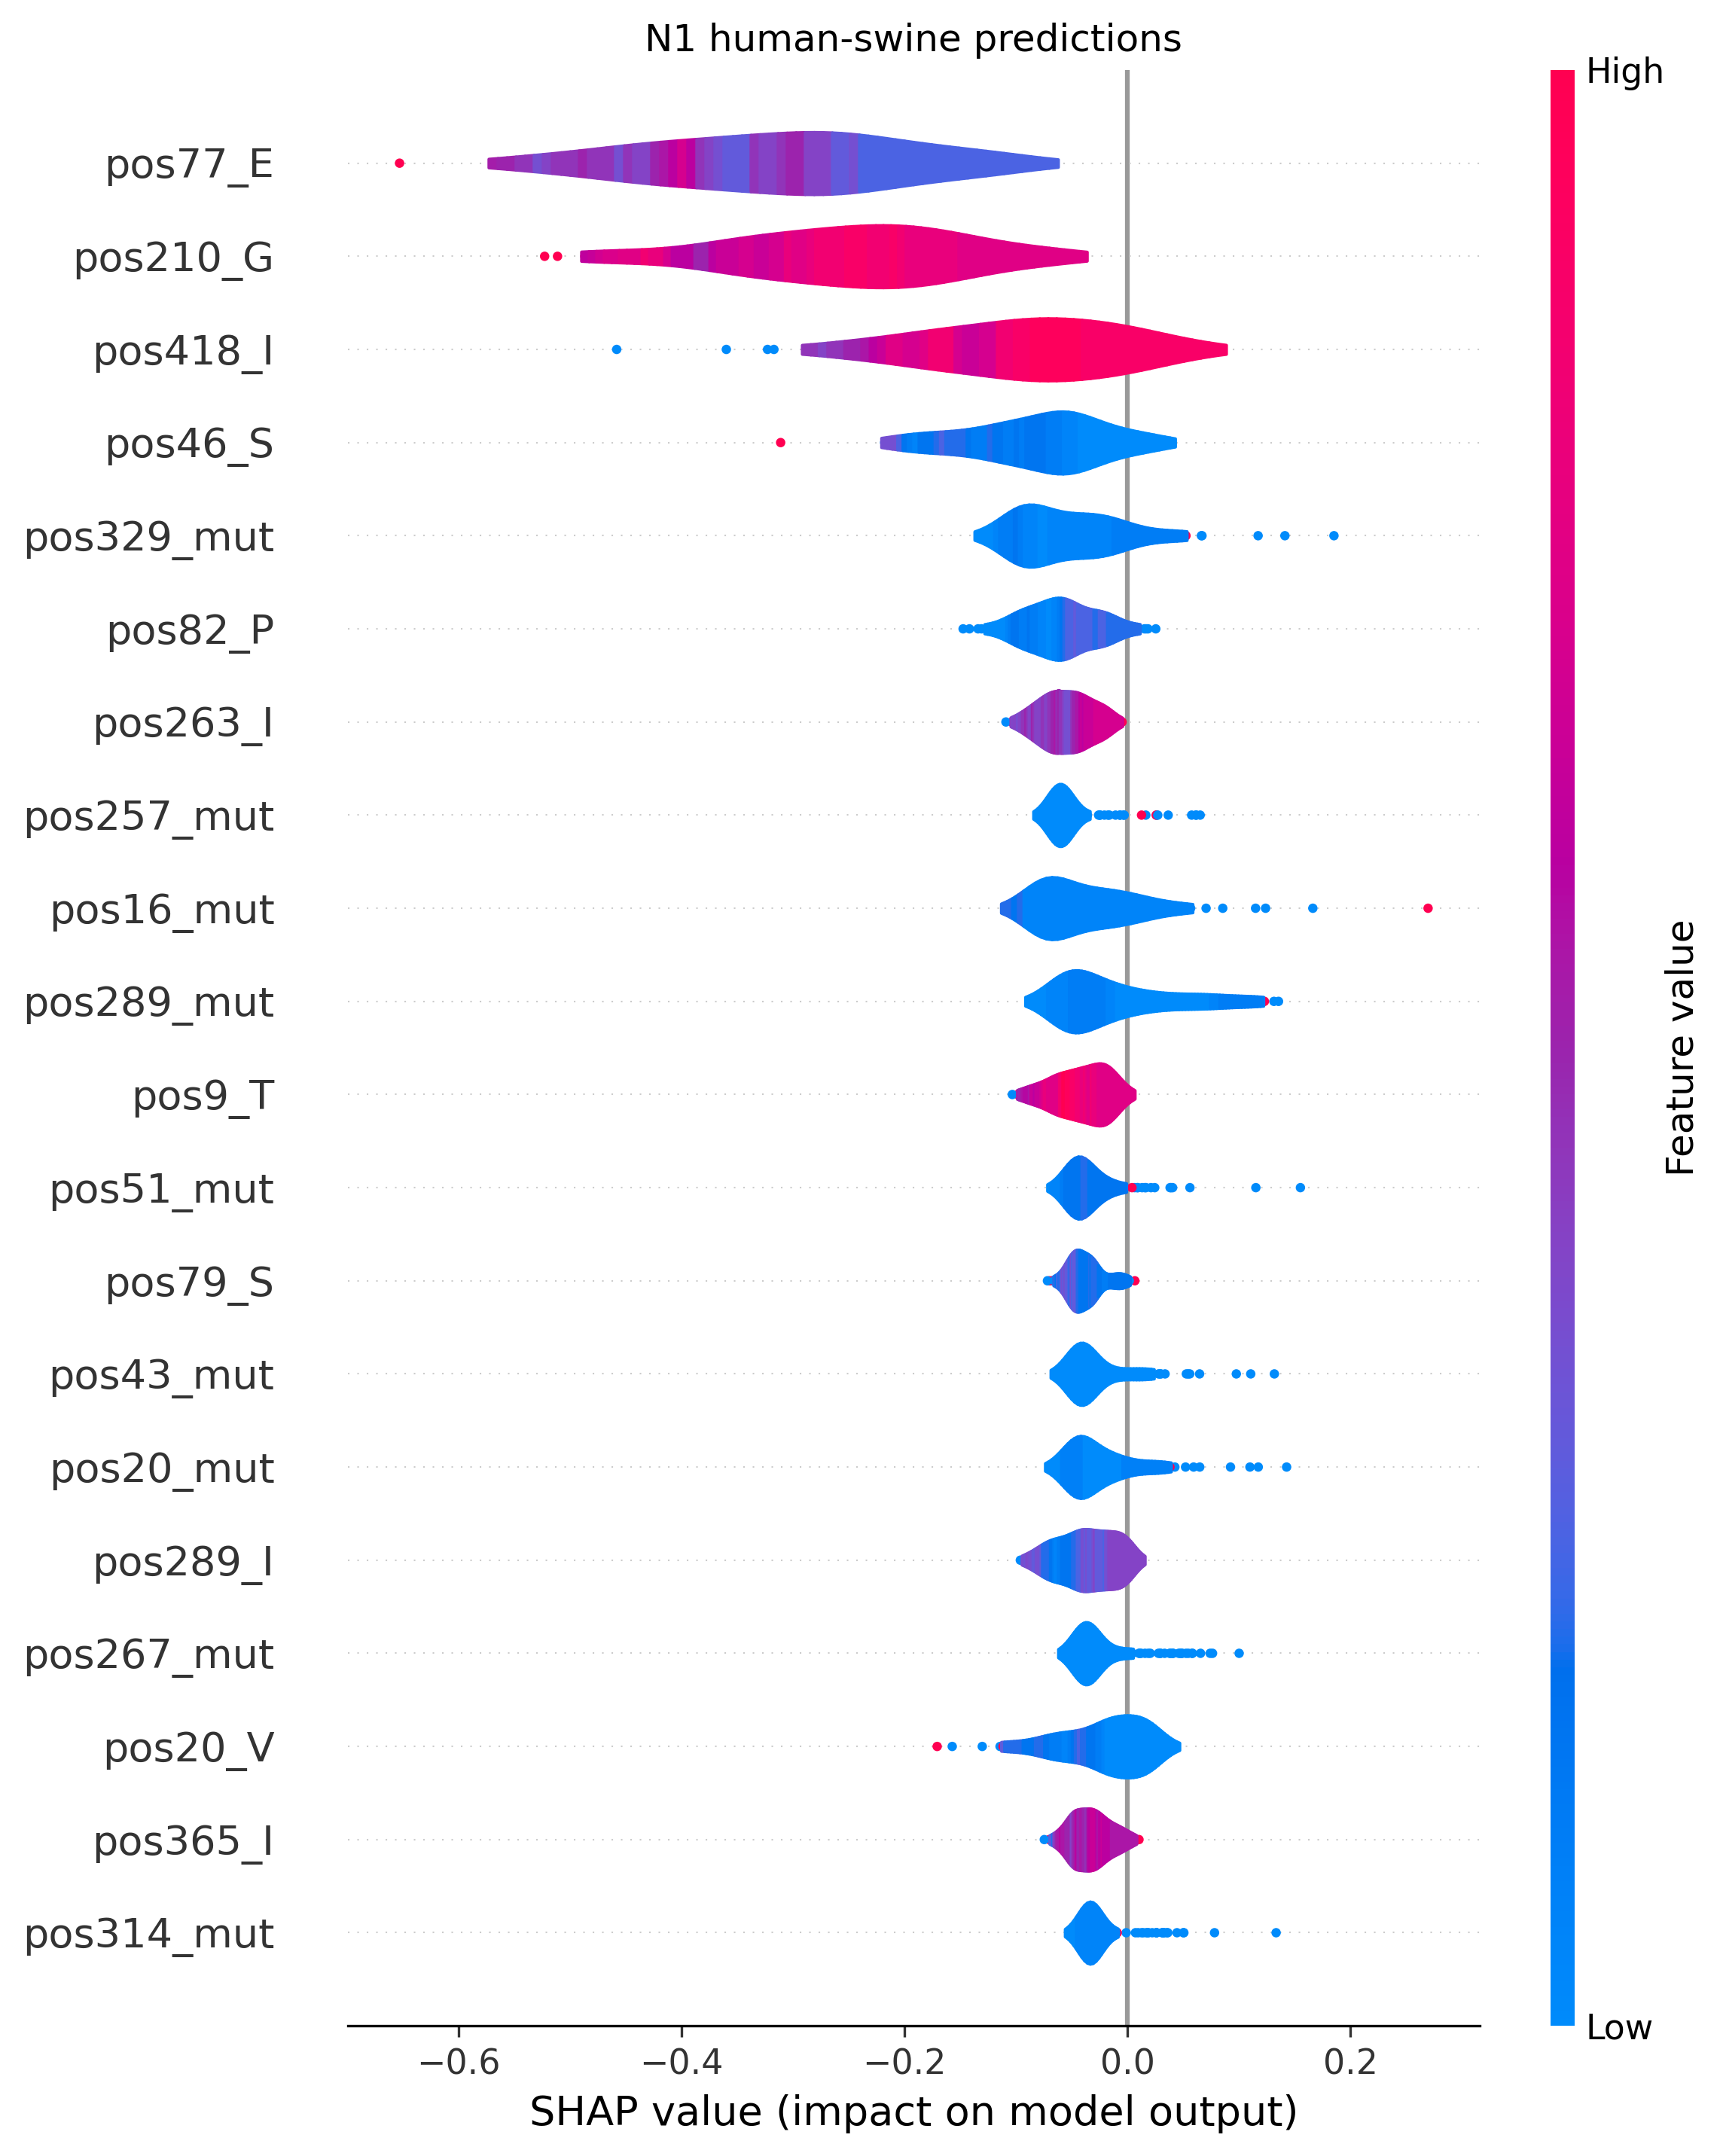 N1 human-swine predictions
High
pos77_E
pos210_G
pos418_I
pos46_S
pos329_mut
pos82_P
pos263_I
pos257_mut
pos16_mut
pos289_mut
pos9_T
pos51_mut
pos79_S
pos43_mut
pos20_mut
pos289_I
pos267_mut
pos20_V
pos365_I
pos314_mut
Feature value
Low
−0.6 −0.4 −0.2 0.0 0.2
SHAP value (impact on model output)